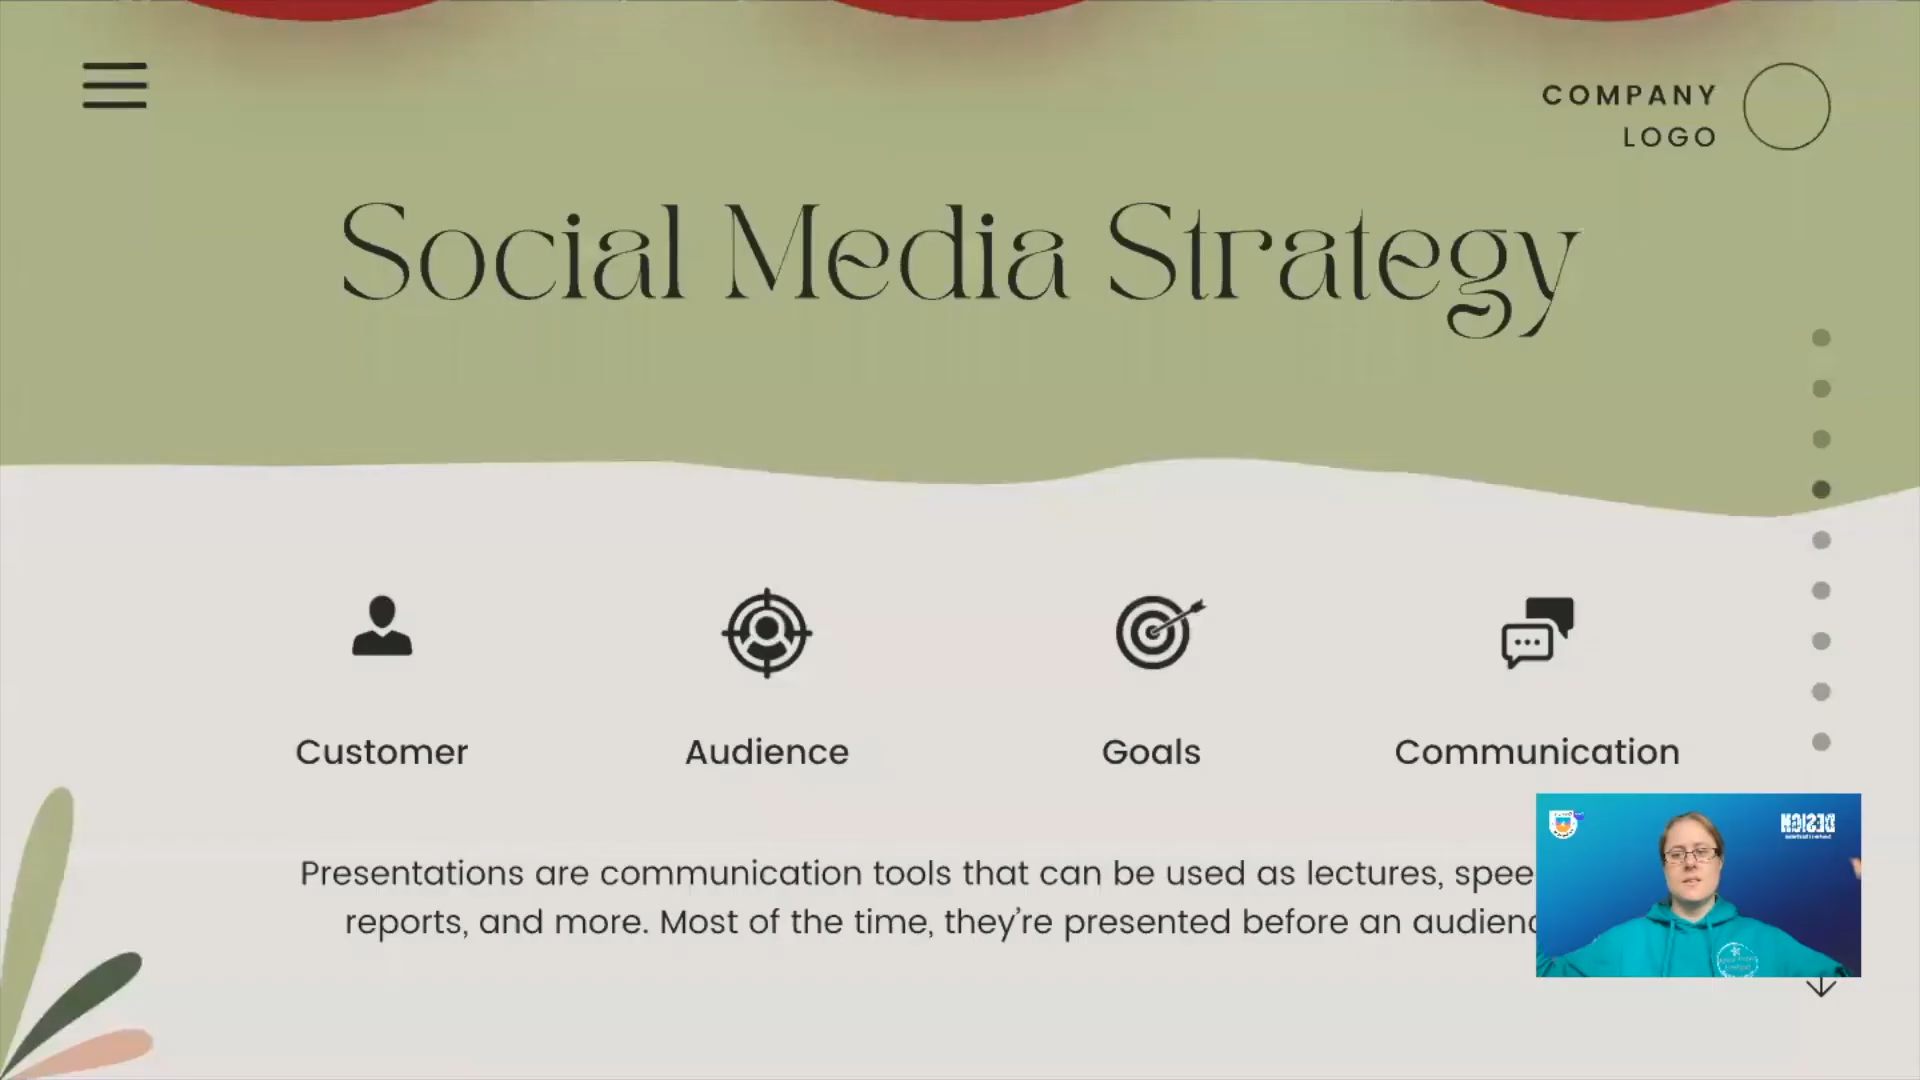 COMPANY
LOGO
Social Media Strategy
Customer
Audience
Goals
Communication
Presentations are communication tools that can be used as lectures, spee
reports, and more. Most of the time, they’re presented before an audienc
DESIGN